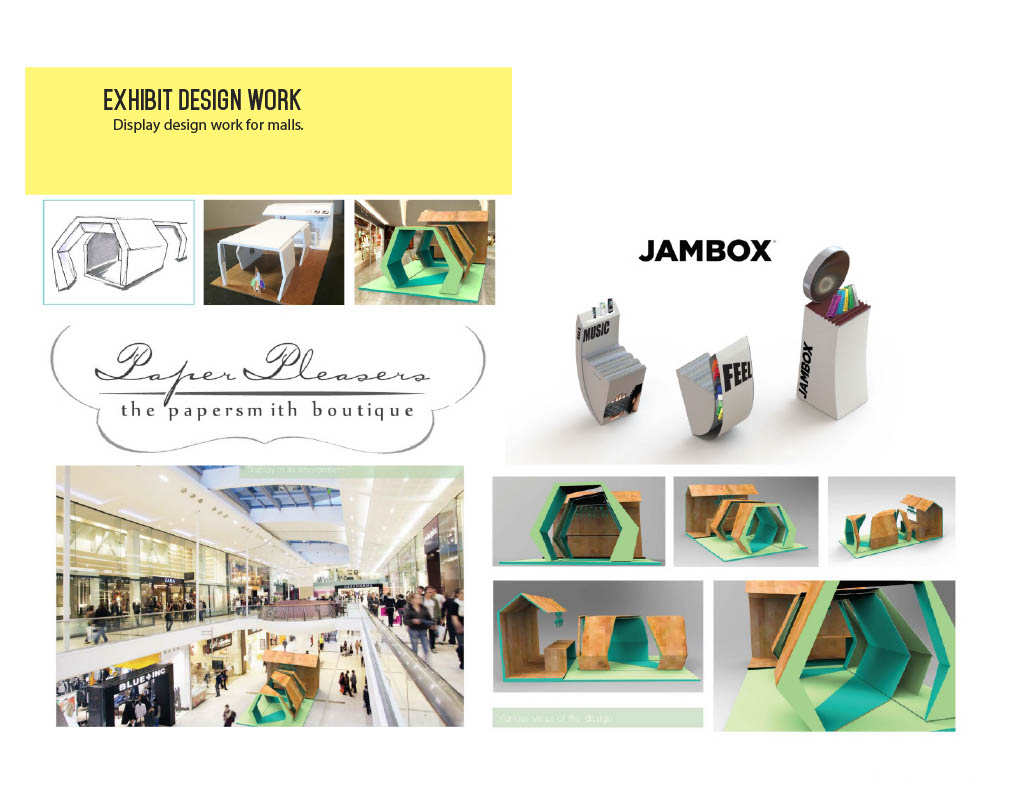 EXHIBIT DESIGN WORK
Display design work for malls.
JAMBOX
MUSIC
FEEL
JAMBOX
Paper Pleasers
the papersmith boutique
Display in its environment
ZARA
BLUE INC
Various views of the design